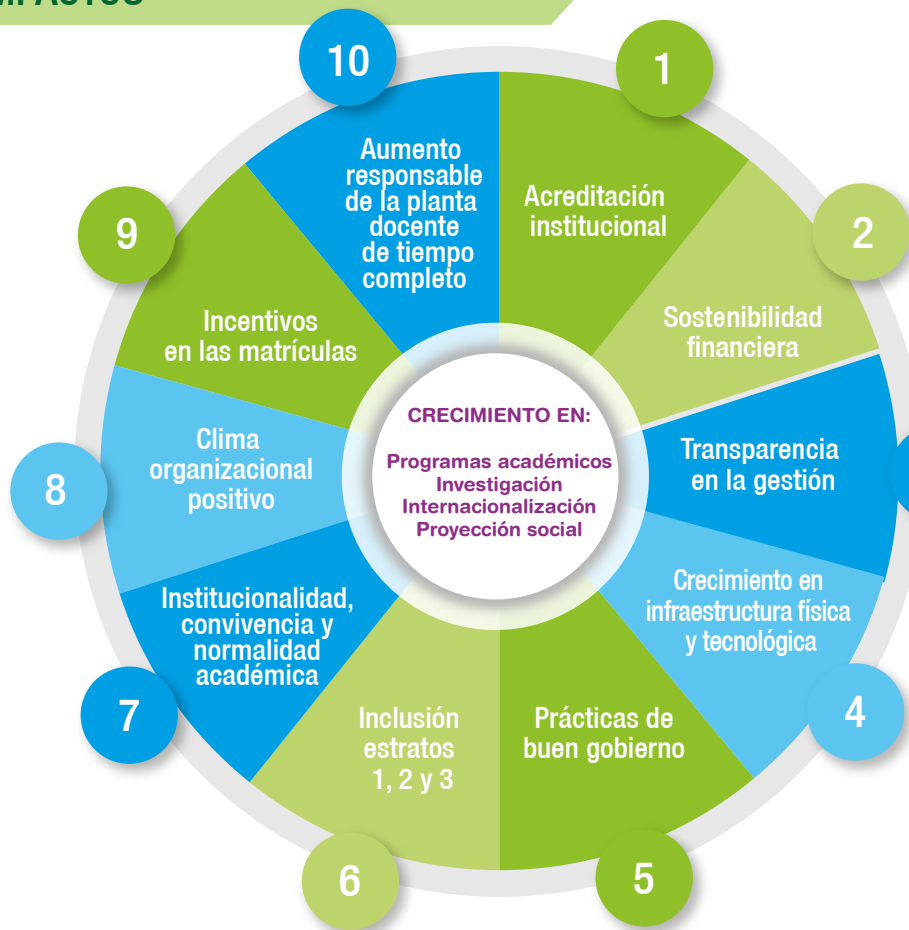 1
Acreditación
institucional
2
Sostenibilidad
financiera
Transparencia
en la gestión
4
Crecimiento en
infraestructura física
y tecnológica
5
Prácticas de
buen gobierno
6
Inclusión
estratos
1, 2 y 3
7
Institucionalidad,
convivencia y
normalidad
académica
8
Clima
organizacional
positivo
9
Incentivos
en las matrículas
10
Aumento
responsable
de la planta
docente
de tiempo
completo
CRECIMIENTO EN:
Programas académicos
Investigación
Internacionalización
Proyección social